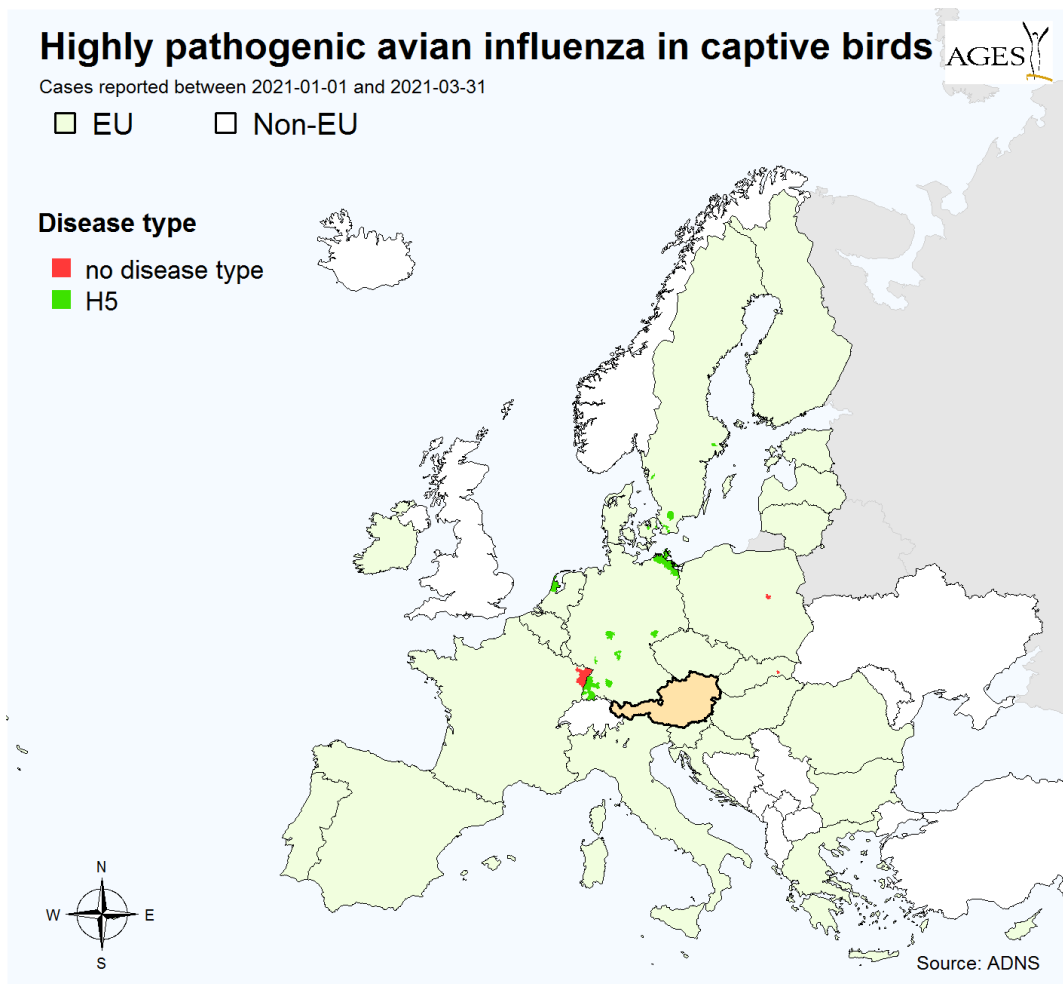 Highly pathogenic avian influenza in captive birds
AGES
Cases reported between 2021-01-01 and 2021-03-31
EU
Non-EU
Disease type
no disease type
H5
N
W
E
S
Source: ADNS